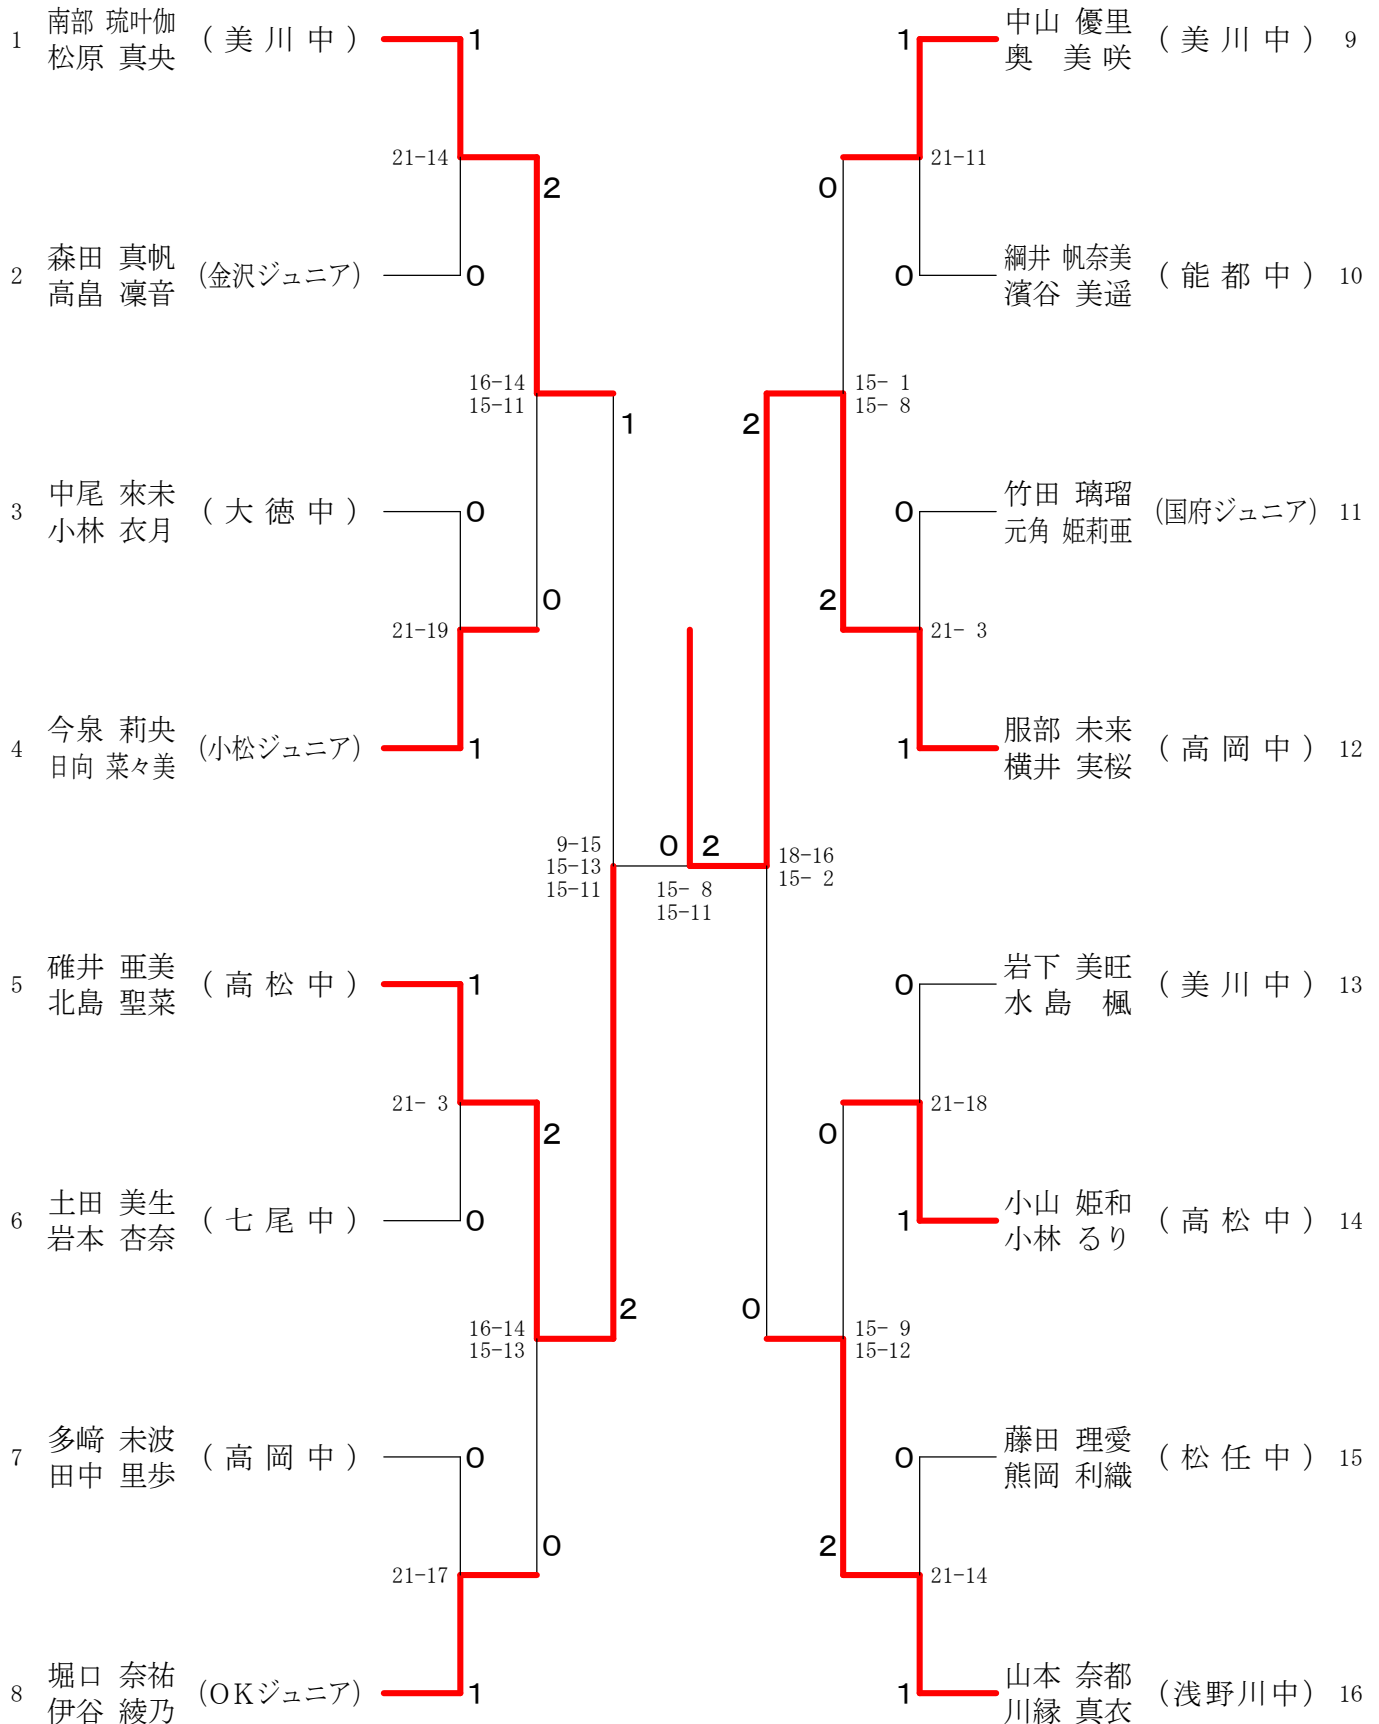 1 南部 琉叶伽
松原 真央
( 美 川 中 )
1
21-14
2
2 森田 真帆
高畠 凜音
(金沢ジュニア)
0
16-14
15-11
1
3 中尾 來未
小林 衣月
( 大 徳 中 )
0
21-19
0
4 今泉 莉央
日向 菜々美
(小松ジュニア)
1
9-15
15-13
15-11
5 碓井 亜美
北島 聖菜
( 高 松 中 )
1
21- 3
2
6 土田 美生
岩本 杏奈
( 七 尾 中 )
0
16-14
15-13
2
7 多﨑 未波
田中 里歩
( 高 岡 中 )
0
21-17
0
8 堀口 奈祐
伊谷 綾乃
(OKジュニア)
1
0 2
15- 8
15-11
中山 優里
奥 美 咲
( 美 川 中 ) 9
1
21-11
0
綱井 帆奈美
濱谷 美遥
( 能 都 中 ) 10
0
15- 1
15- 8
2
竹田 璃瑠
元角 姫莉亜
(国府ジュニア) 11
0
21- 3
2
服部 未来
横井 実桜
( 高 岡 中 ) 12
1
18-16
15- 2
岩下 美旺
水 島 楓
( 美 川 中 ) 13
0
21-18
0
小山 姫和
小林 るり
( 高 松 中 ) 14
1
15- 9
15-12
0
藤田 理愛
熊岡 利織
( 松 任 中 ) 15
0
21-14
2
山本 奈都
川縁 真衣
(浅野川中) 16
1